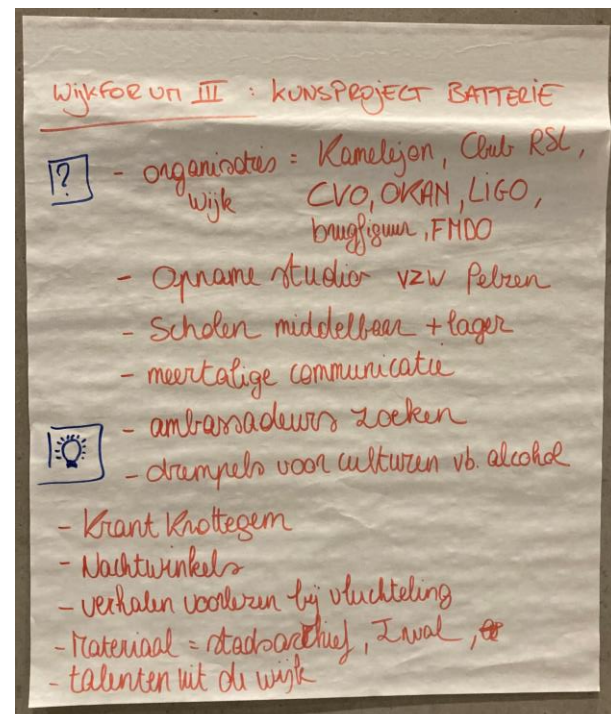 WijkFORUM III : KUNSPROJECT BATTERIE
? - organisaties = Kamelejon, Club RSL,
wijk CVO, OKAN, LIGO,
brugfiguur, FMDO
- Opname studio vzw Pelzen
- Scholen middelbaar + lager
- meertalige communicatie
- ambassadeurs zoeken
- drempels voor culturen vb. alcohol
- Krant Krottegem
- Nachtwinkels
- verhalen voorlezen bij vluchteling
- Materiaal = stadsarchief,
- talenten uit de wijk